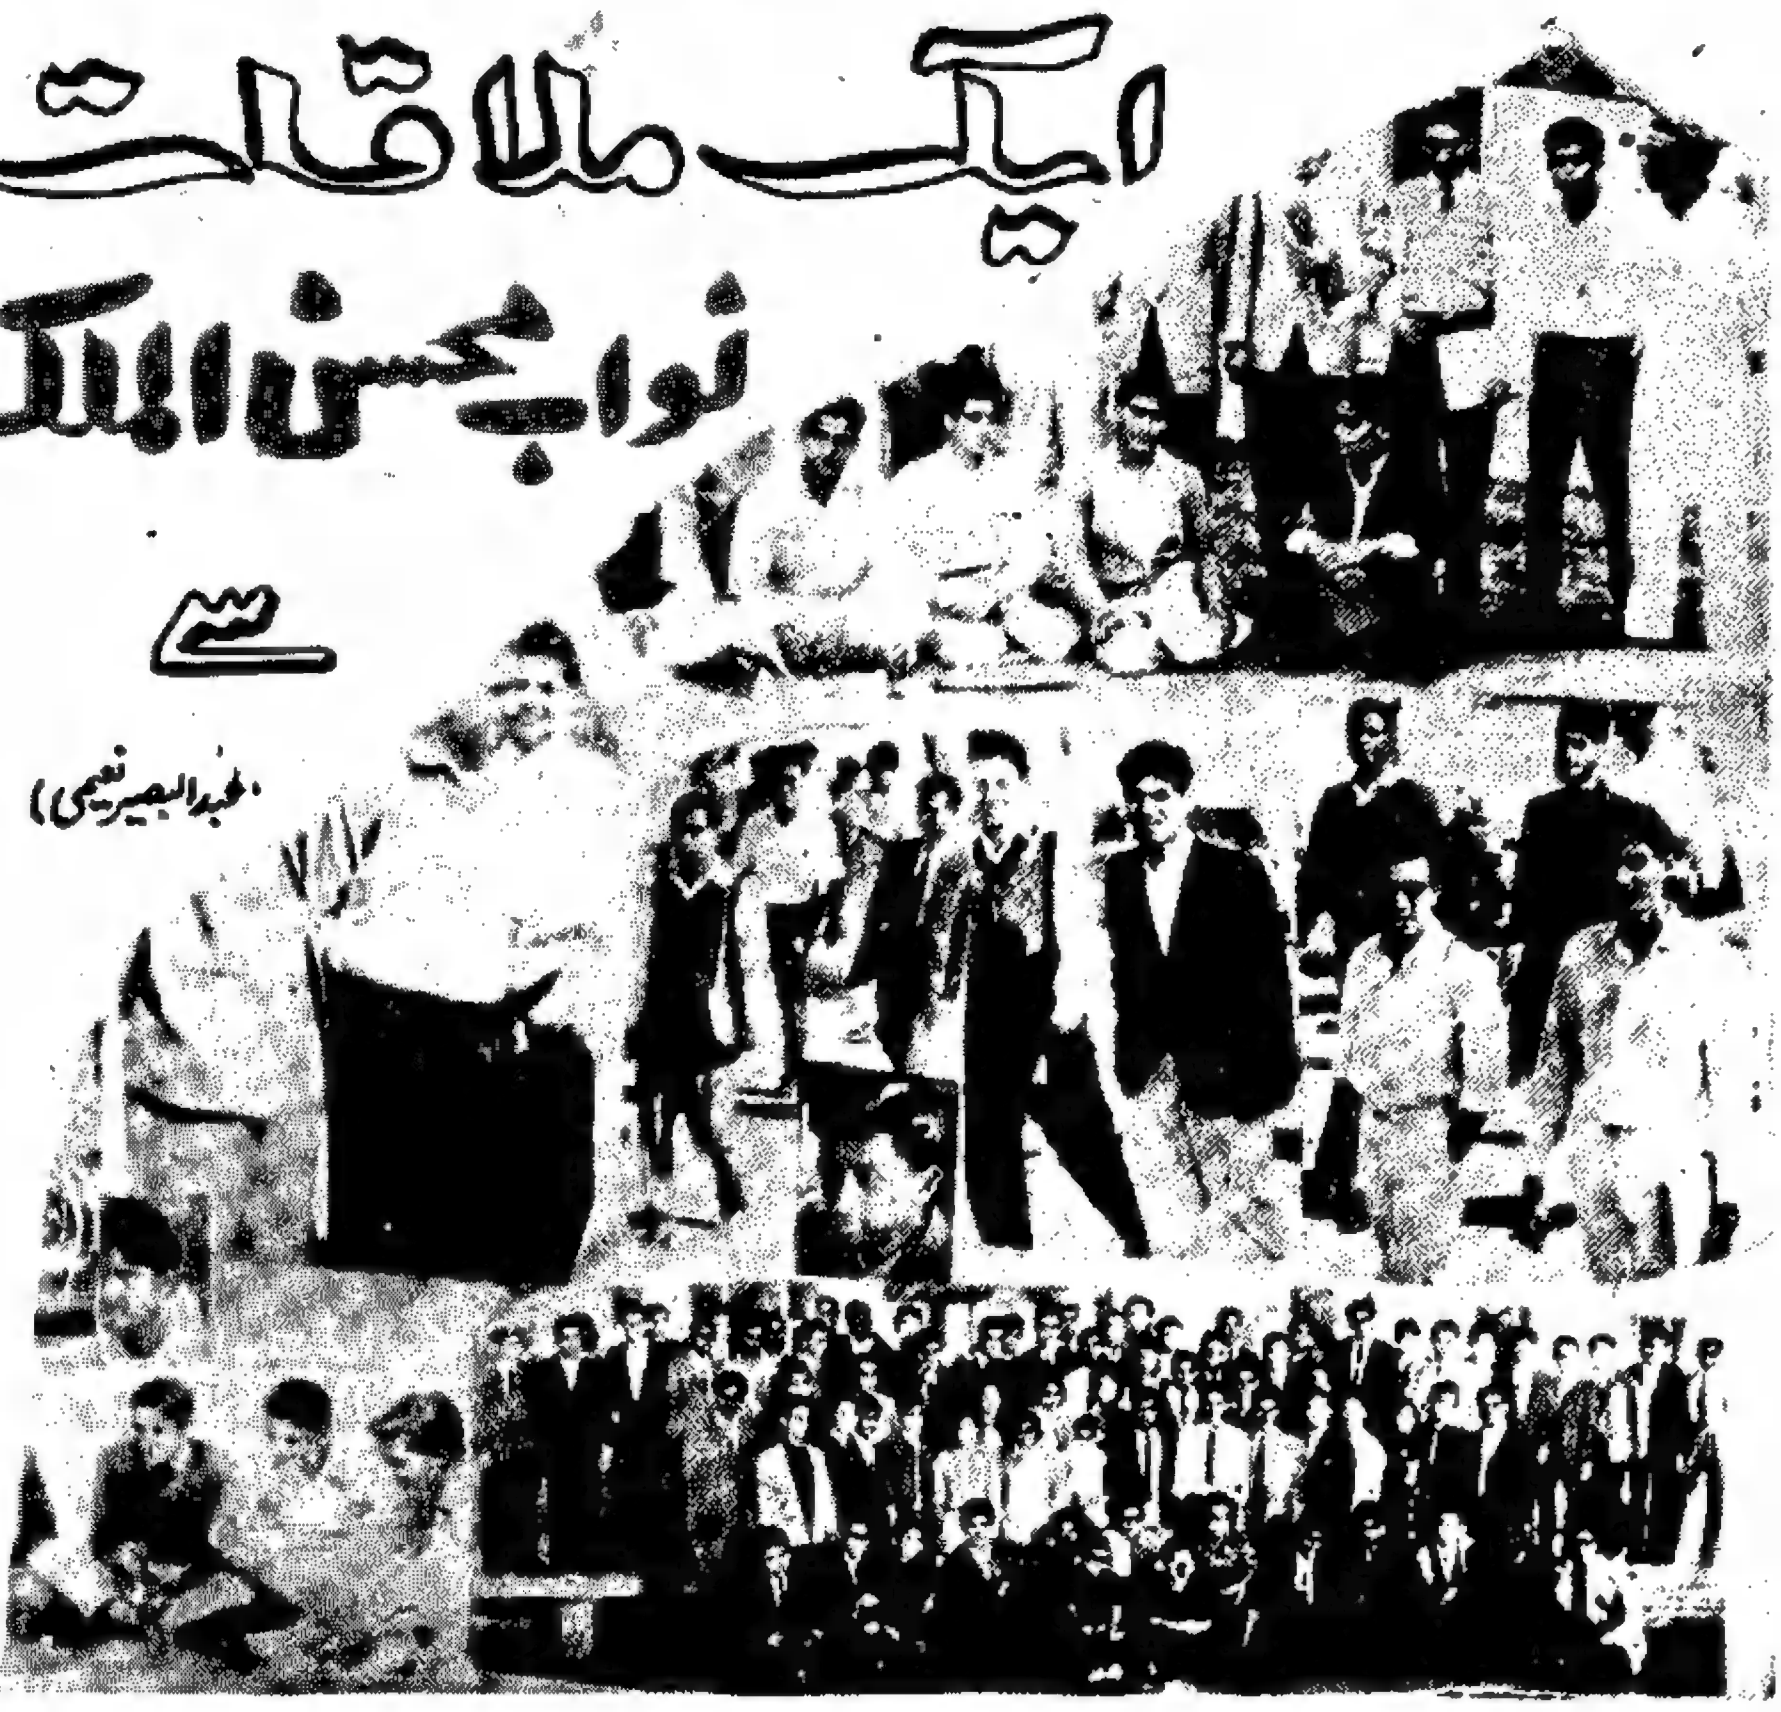 ایک ملاقات
نواب محسن الملک
سے
(عبدالبصیر نعیمی)